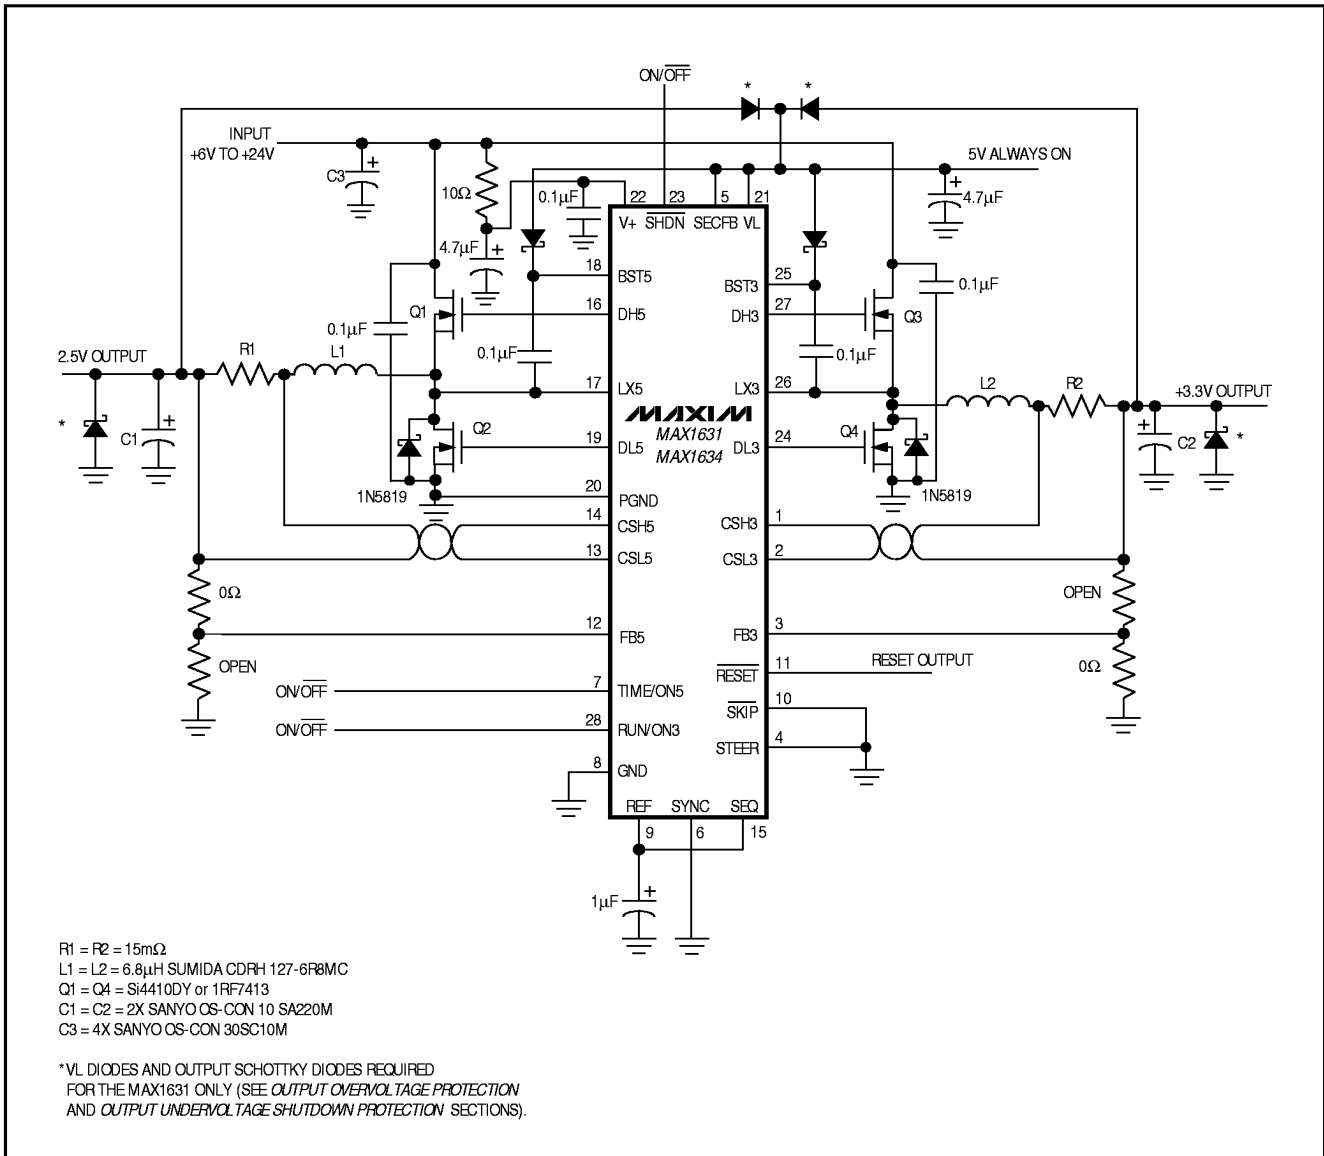 ON/OFF
*
*
INPUT
+6V TO +24V
5V ALWAYS ON
C3
+
10Ω
0.1µF
22
23
5
21
+
4.7µF
V+
SHDN
SECFB
VL
4.7µF
+
18
BST5
BST3
25
Q1
16
DH5
DH3
27
Q3
0.1µF
0.1µF
2.5V OUTPUT
R1
L1
0.1µF
0.1µF
17
LX5
LX3
26
L2
R2
+3.3V OUTPUT
MAXIM
MAX1631
MAX1634
*
C1
+
Q2
19
DL5
DL3
24
Q4
+
C2
*
1N5819
20
PGND
1N5819
14
CSH5
CSH3
1
13
CSL5
CSL3
2
0Ω
OPEN
12
FB5
FB3
3
OPEN
RESET
11
RESET OUTPUT
0Ω
ON/OFF
7
TIME/ON5
SKIP
10
ON/OFF
28
RUN/ON3
STEER
4
8
GND
REF
SYNC
SEQ
9
6
15
1µF
+
R1 = R2 = 15mΩ
L1 = L2 = 6.8µH SUMIDA CDRH 127-6R8MC
Q1 = Q4 = Si4410DY or 1RF7413
C1 = C2 = 2X SANYO OS-CON 10 SA220M
C3 = 4X SANYO OS-CON 30SC10M
*VL DIODES AND OUTPUT SCHOTTKY DIODES REQUIRED
FOR THE MAX1631 ONLY (SEE OUTPUT OVERVOLTAGE PROTECTION
AND OUTPUT UNDERVOLTAGE SHUTDOWN PROTECTION SECTIONS).